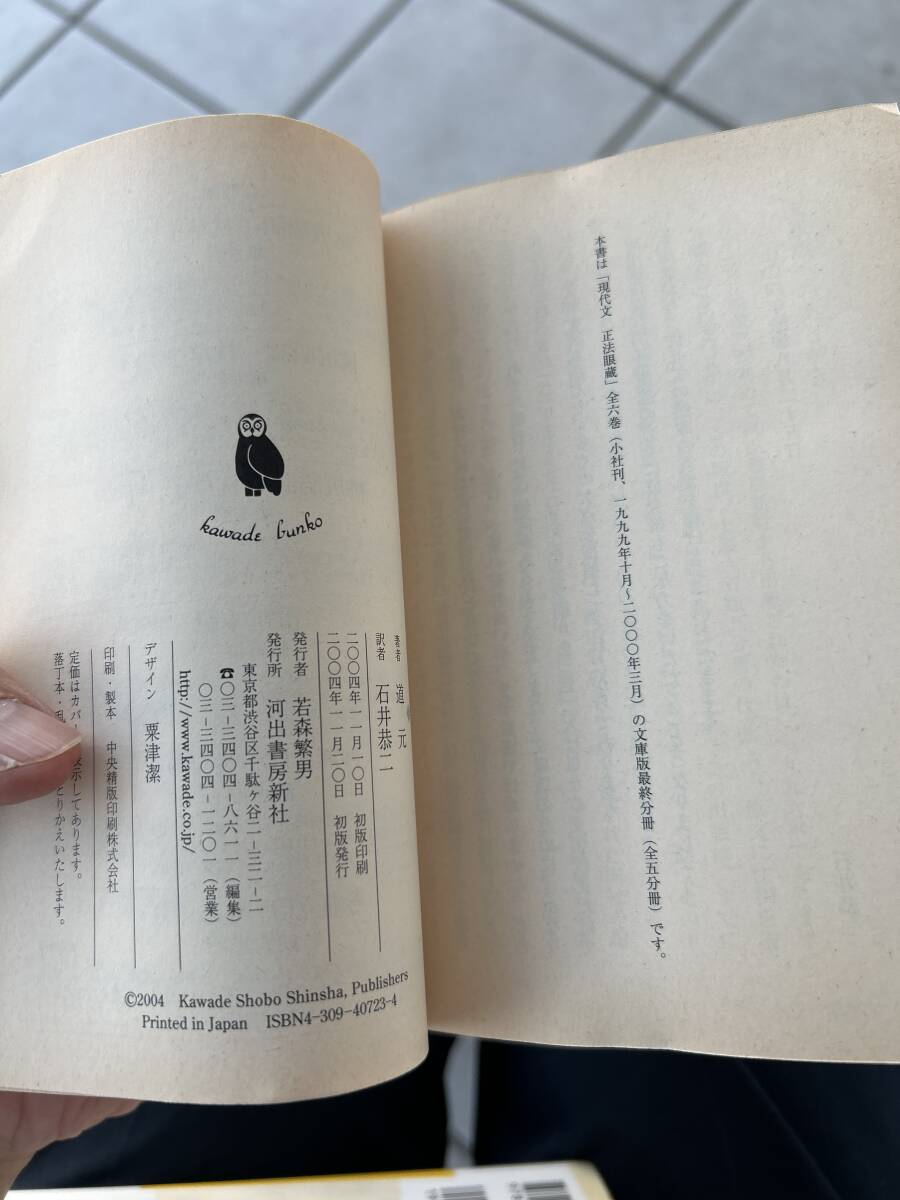 本書は「現代文 正法眼蔵」全六巻(小社刊、一九九九年十月~二〇〇〇年三月)の文庫版最終分冊(全五分冊)です。
kawade bunko
著者 道元
訳者 石井恭二
二〇〇四年一一月一〇日 初版印刷
二〇〇四年一一月二〇日 初版発行
発行者 若森繁男
発行所 河出書房新社
東京都渋谷区千駄ヶ谷二-三二-二
☎〇三-三四〇四-八六一一(編集)
〇三-三四〇四-一二〇一(営業)
http://www.kawade.co.jp/
デザイン 粟津潔
印刷・製本 中央精版印刷株式会社
定価はカバー 表示してあります。
落丁本・乱 とりかえいたします。
©2004 Kawade Shobo Shinsha, Publishers
Printed in Japan ISBN4-309-40723-4